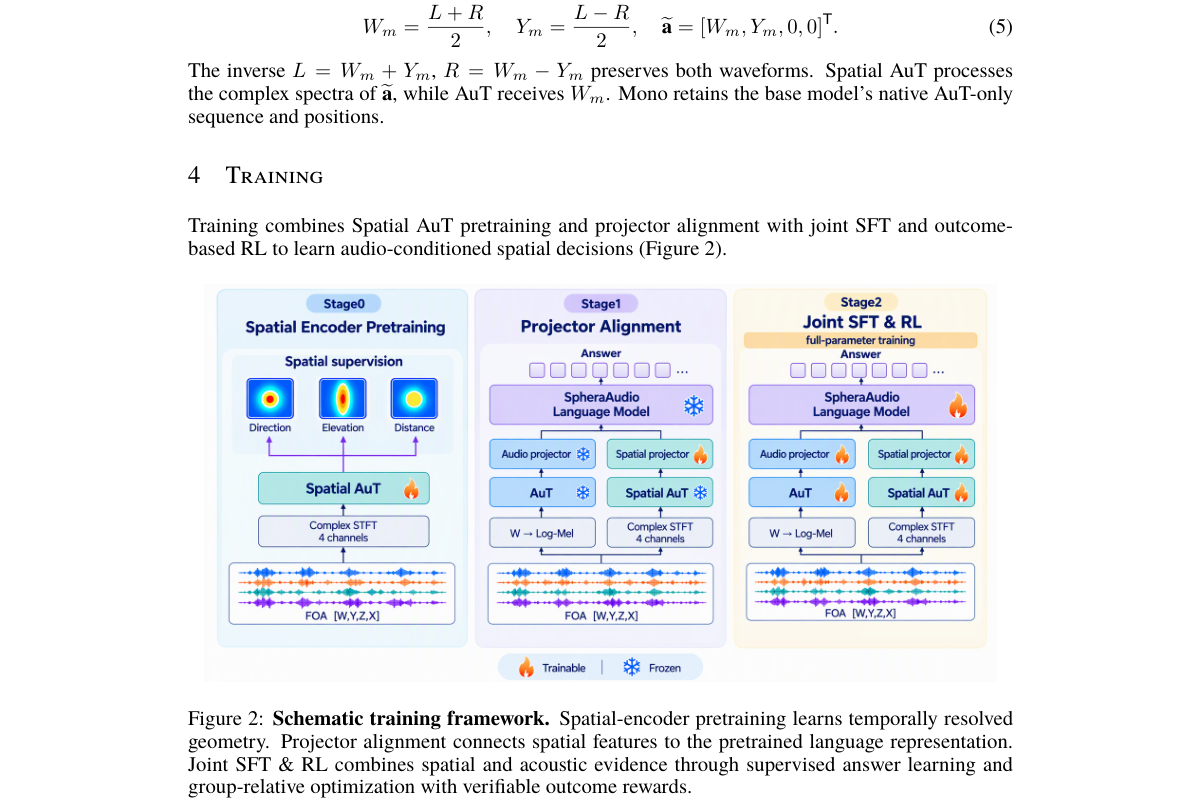 W_m = \frac{L + R}{2}, Y_m = \frac{L − R}{2}, \widetilde{a} = [W_m, Y_m, 0, 0]^T. (5)
The inverse L = W_m + Y_m, R = W_m − Y_m preserves both waveforms. Spatial AuT processes
the complex spectra of \widetilde{a}, while AuT receives W_m. Mono retains the base model's native AuT-only
sequence and positions.
4 TRAINING
Training combines Spatial AuT pretraining and projector alignment with joint SFT and outcome-
based RL to learn audio-conditioned spatial decisions (Figure 2).
Stage0
Spatial Encoder Pretraining
Spatial supervision
Direction Elevation Distance
Spatial AuT
Complex STFT
4 channels
FOA [W,Y,Z,X]
Stage1
Projector Alignment
Answer
...
SpheraAudio
Language Model
Audio projector Spatial projector
AuT Spatial AuT
W → Log-Mel Complex STFT
4 channels
FOA [W,Y,Z,X]
Stage2
Joint SFT & RL
full-parameter training
Answer
...
SpheraAudio
Language Model
Audio projector Spatial projector
AuT Spatial AuT
W → Log-Mel Complex STFT
4 channels
FOA [W,Y,Z,X]
Trainable | Frozen
Figure 2: Schematic training framework. Spatial-encoder pretraining learns temporally resolved
geometry. Projector alignment connects spatial features to the pretrained language representation.
Joint SFT & RL combines spatial and acoustic evidence through supervised answer learning and
group-relative optimization with verifiable outcome rewards.